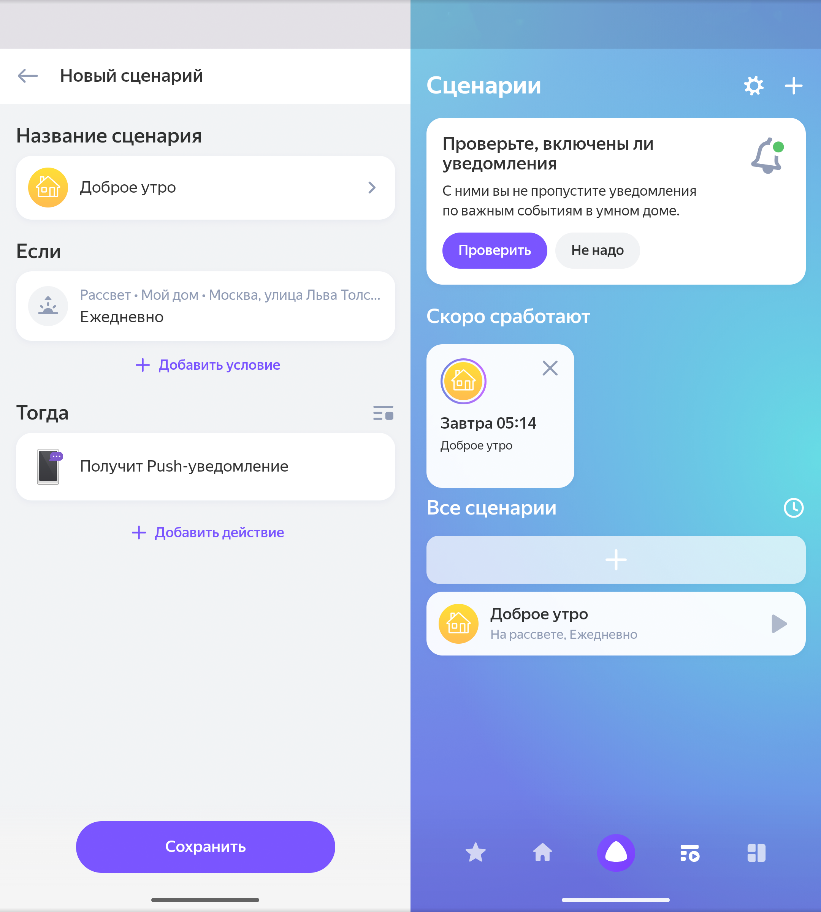 Новый сценарий
Название сценария
Доброе утро
Если
Рассвет • Мой дом • Москва, улица Льва Толс...
Ежедневно
Добавить условие
Тогда
Получит Push-уведомление
Добавить действие
Сохранить
Сценарии
Проверьте, включены ли
уведомления
С ними вы не пропустите уведомления
по важным событиям в умном доме.
Проверить
Не надо
Скоро сработают
Завтра 05:14
Доброе утро
Все сценарии
Доброе утро
На рассвете, Ежедневно